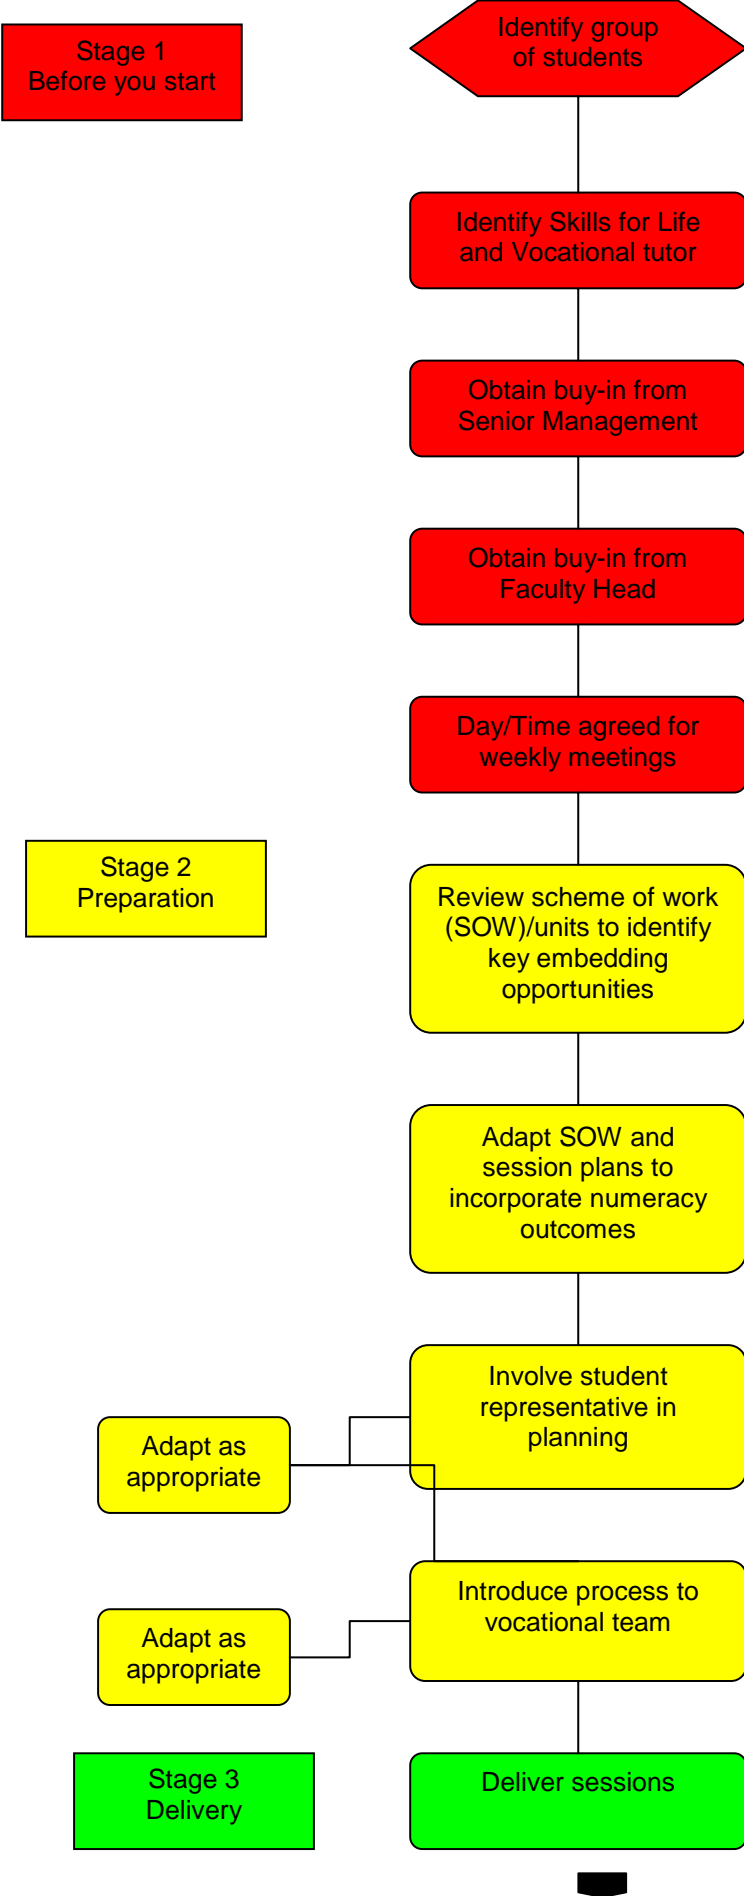 Stage 1
Before you start
Identify group
of students
Identify Skills for Life
and Vocational tutor
Obtain buy-in from
Senior Management
Obtain buy-in from
Faculty Head
Day/Time agreed for
weekly meetings
Stage 2
Preparation
Review scheme of work
(SOW)/units to identify
key embedding
opportunities
Adapt SOW and
session plans to
incorporate numeracy
outcomes
Involve student
representative in
planning
Adapt as
appropriate
Introduce process to
vocational team
Adapt as
appropriate
Stage 3
Delivery
Deliver sessions